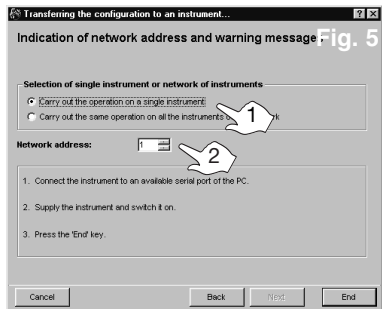 Transferring the configuration to an instrument...
Indication of network address and warning message
Fig. 5
Selection of single instrument or network of instruments
Carry out the operation on a single instrument
Carry out the same operation on all the instruments
1
Network address:
1
2
1. Connect the instrument to an available serial port of the PC.
2. Supply the instrument and switch it on.
3. Press the 'End' key.
Cancel
Back
Next
End